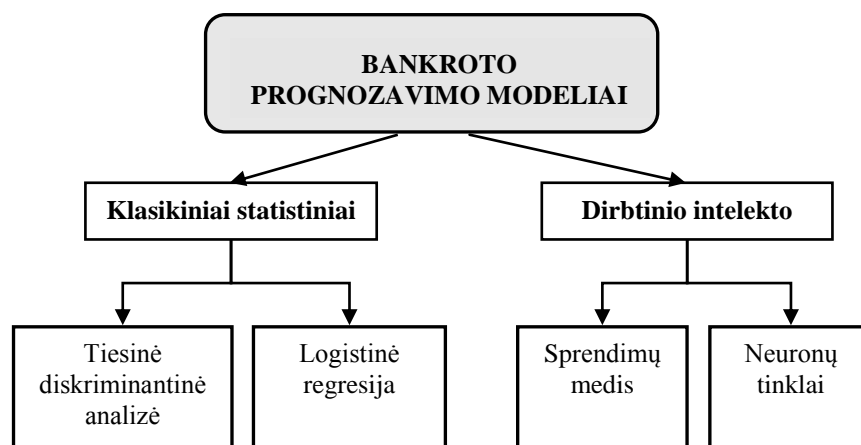 BANKROTO
PROGNOZAVIMO MODELIAI
Klasikiniai statistiniai
Dirbtinio intelekto
Tiesinė
diskriminantinė
analizė
Logistinė
regresija
Sprendimų
medis
Neuronų
tinklai